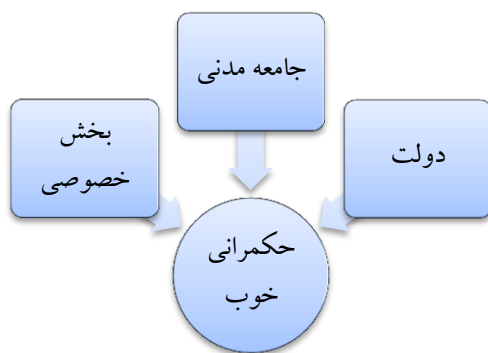 جامعه مدنی
دولت
بخش
خصوصی
حکمرانی
خوب